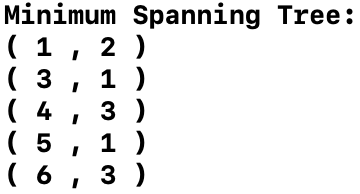 Minimum Spanning Tree:
( 1 , 2 )
( 3 , 1 )
( 4 , 3 )
( 5 , 1 )
( 6 , 3 )